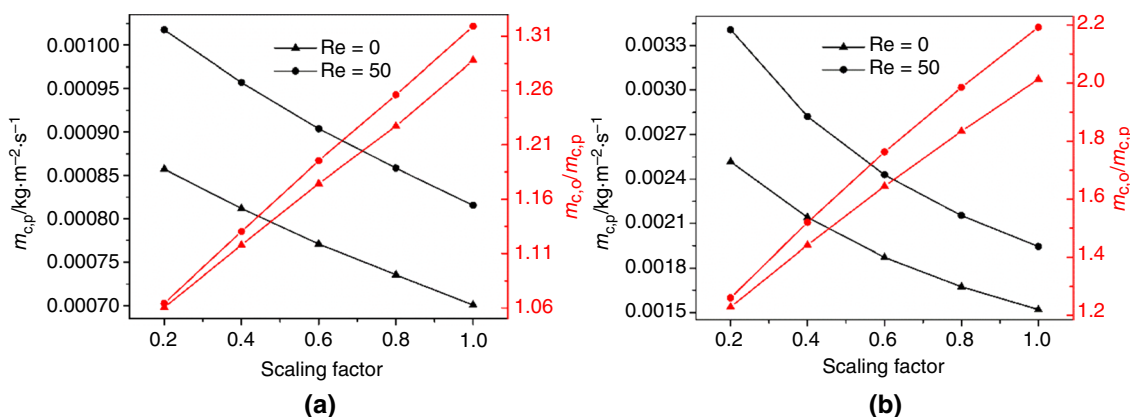 0.00100
0.00095
0.00090
0.00085
0.00080
0.00075
0.00070
m_c,p/kg·m⁻²·s⁻¹
Re = 0
Re = 50
1.31
1.26
1.21
1.16
1.11
1.06
m_c,o/m_c,p
0.2 0.4 0.6 0.8 1.0
Scaling factor
(a)
0.0033
0.0030
0.0027
0.0024
0.0021
0.0018
0.0015
m_c,p/kg·m⁻²·s⁻¹
Re = 0
Re = 50
2.2
2.0
1.8
1.6
1.4
1.2
m_c,o/m_c,p
0.2 0.4 0.6 0.8 1.0
Scaling factor
(b)